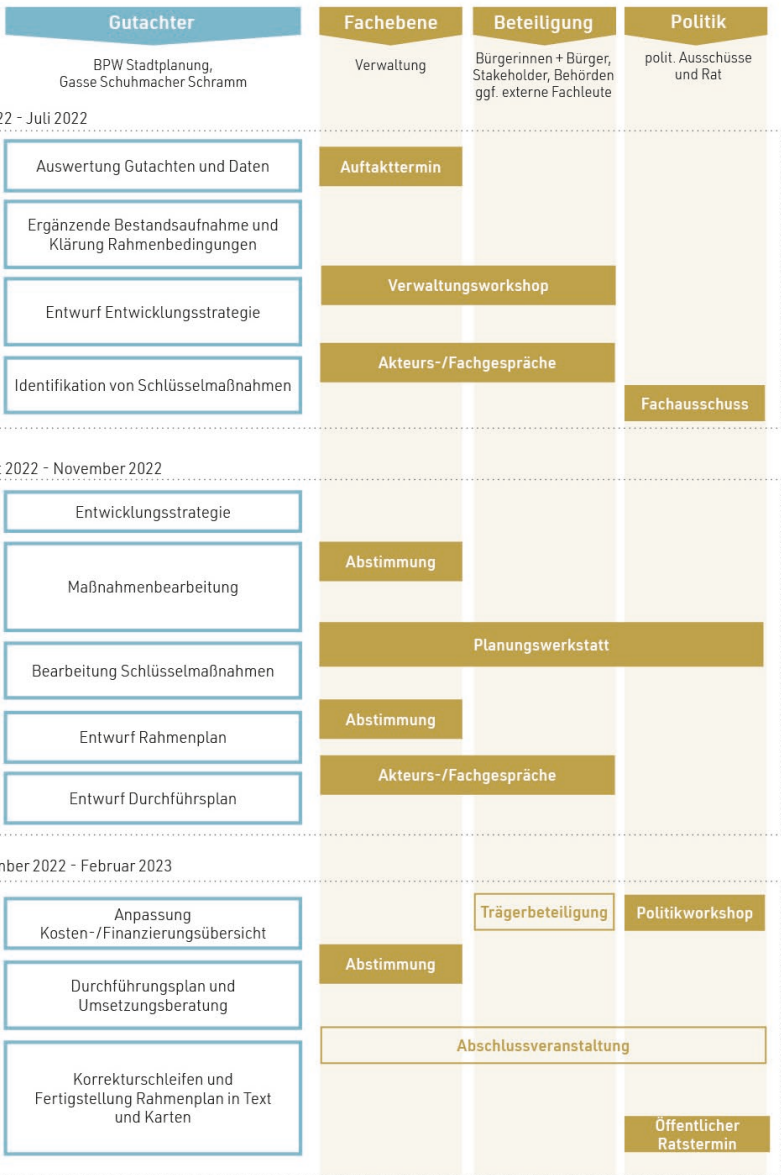 Gutachter
Fachebene
Beteiligung
Politik
BPW Stadtplanung,
Gasse Schuhmacher Schramm
Verwaltung
Bürgerinnen + Bürger,
Stakeholder, Behörden
ggf. externe Fachleute
polit. Ausschüsse
und Rat
22 - Juli 2022
Auswertung Gutachten und Daten
Auftakttermin
Ergänzende Bestandsaufnahme und
Klärung Rahmenbedingungen
Verwaltungsworkshop
Entwurf Entwicklungsstrategie
Akteurs-/Fachgespräche
Identifikation von Schlüsselmaßnahmen
Fachausschuss
2022 - November 2022
Entwicklungsstrategie
Abstimmung
Maßnahmenbearbeitung
Planungswerkstatt
Bearbeitung Schlüsselmaßnahmen
Abstimmung
Entwurf Rahmenplan
Akteurs-/Fachgespräche
Entwurf Durchführsplan
mber 2022 - Februar 2023
Anpassung
Kosten-/Finanzierungsübersicht
Trägerbeteiligung
Politikworkshop
Abstimmung
Durchführungsplan und
Umsetzungsberatung
Abschlussveranstaltung
Korrekturschleifen und
Fertigstellung Rahmenplan in Text
und Karten
Öffentlicher
Ratstermin